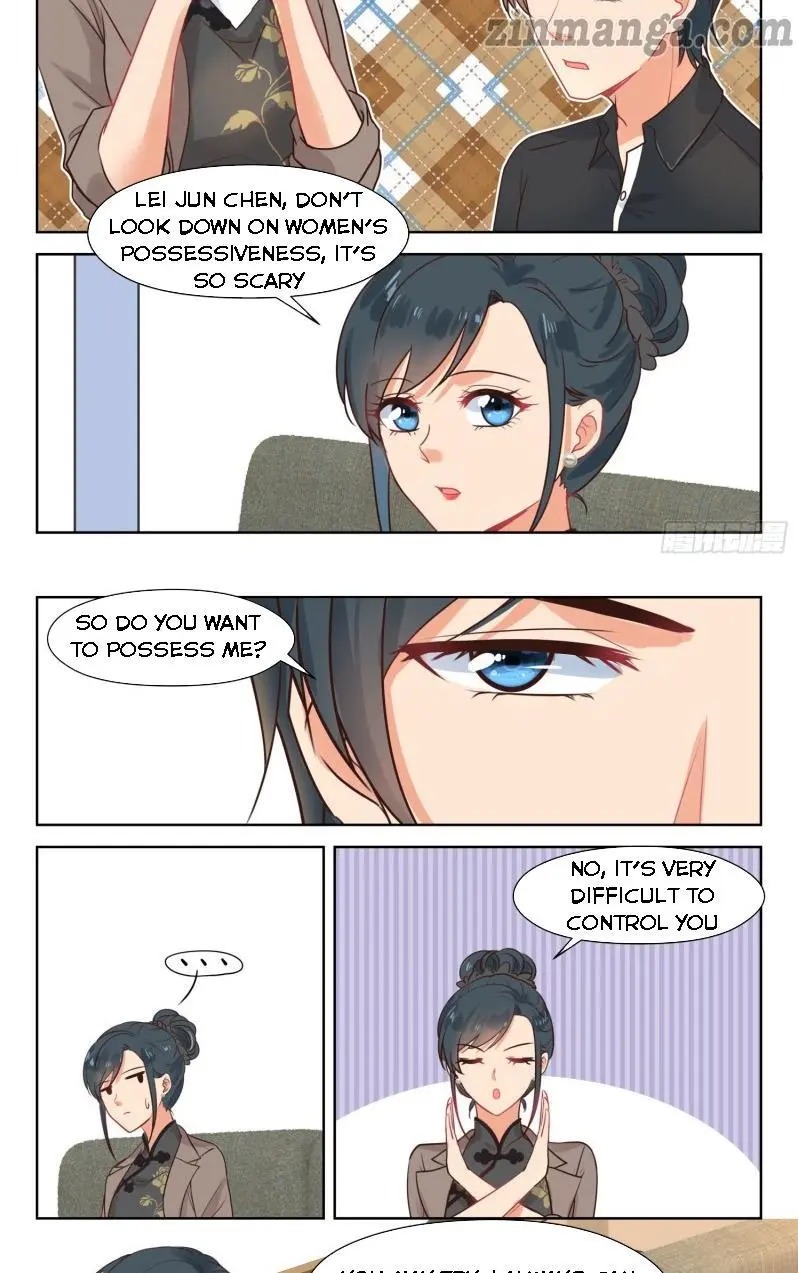 zinmanga.com
LEI JUN CHEN, DON'T
LOOK DOWN ON WOMEN'S
POSSESSIVENESS, IT'S
SO SCARY
SO DO YOU WANT
TO POSSESS ME?
NO, IT'S VERY
DIFFICULT TO
CONTROL YOU
. . .